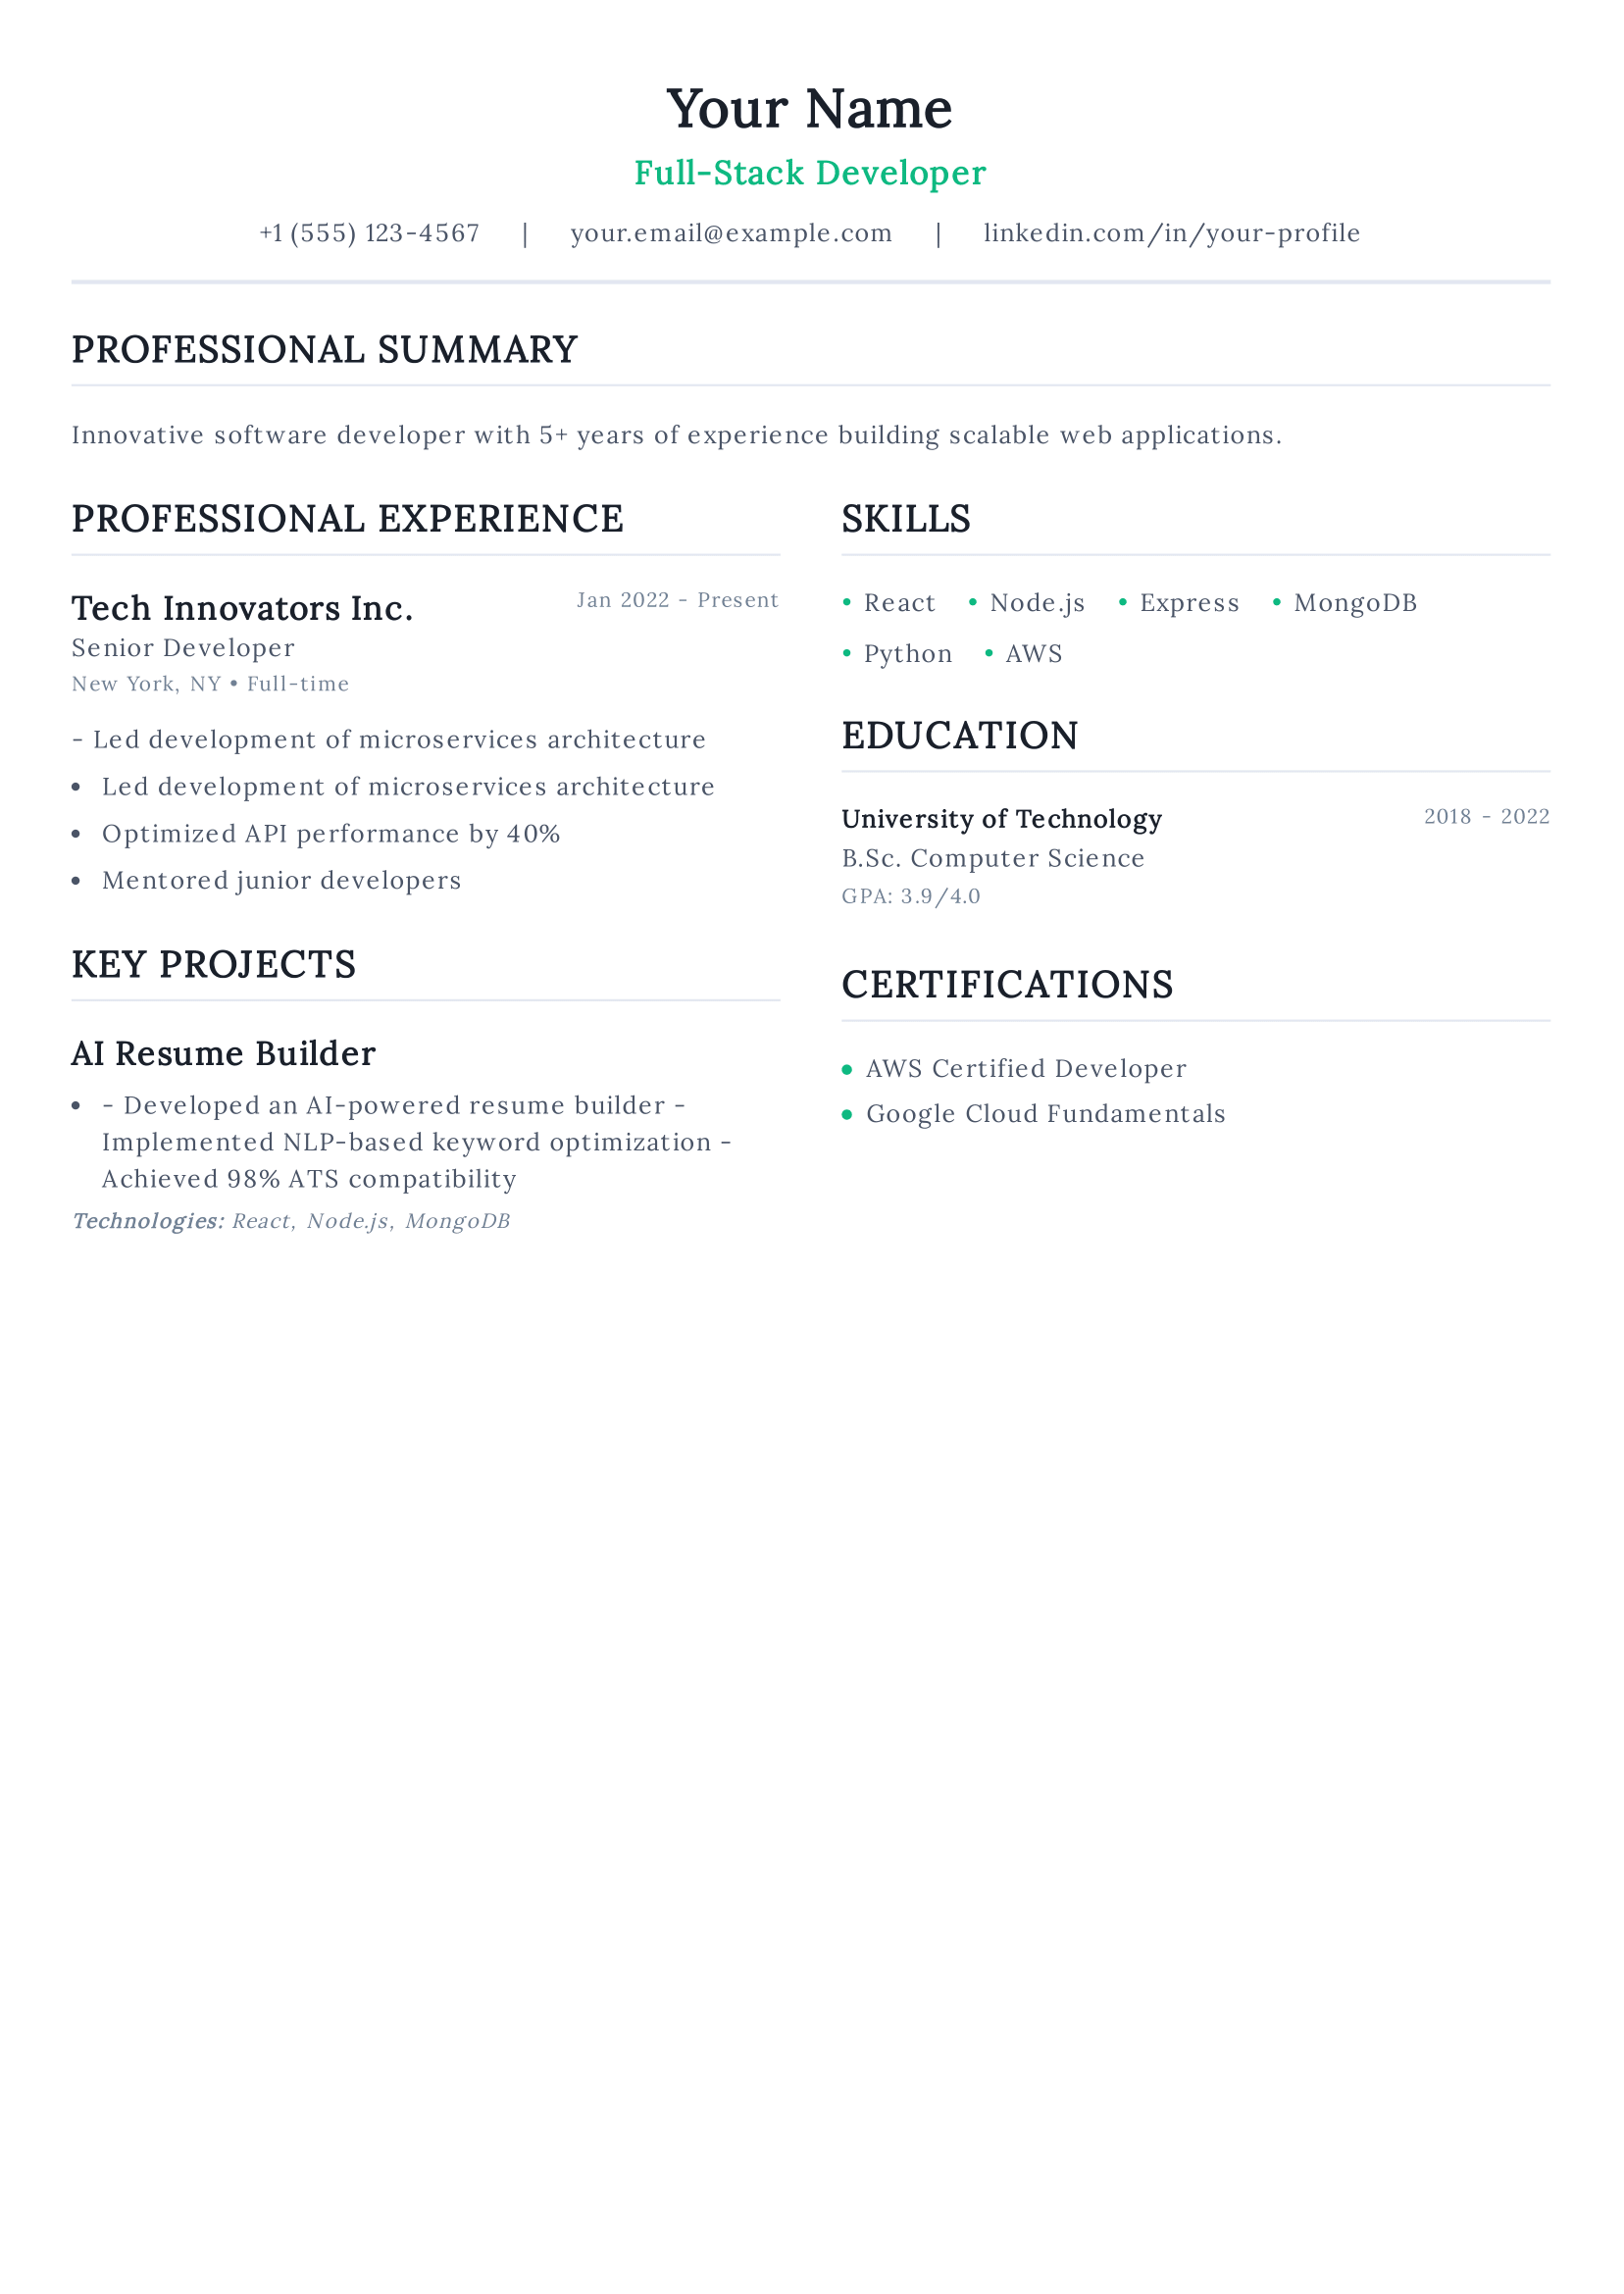 Your Name
Full-Stack Developer
+1 (555) 123-4567 | your.email@example.com | linkedin.com/in/your-profile
PROFESSIONAL SUMMARY
Innovative software developer with 5+ years of experience building scalable web applications.
PROFESSIONAL EXPERIENCE
Tech Innovators Inc. Jan 2022 - Present
Senior Developer
New York, NY • Full-time
- Led development of microservices architecture
• Led development of microservices architecture
• Optimized API performance by 40%
• Mentored junior developers
KEY PROJECTS
AI Resume Builder
• - Developed an AI-powered resume builder -
Implemented NLP-based keyword optimization -
Achieved 98% ATS compatibility
Technologies: React, Node.js, MongoDB
SKILLS
• React • Node.js • Express • MongoDB
• Python • AWS
EDUCATION
University of Technology 2018 - 2022
B.Sc. Computer Science
GPA: 3.9/4.0
CERTIFICATIONS
• AWS Certified Developer
• Google Cloud Fundamentals